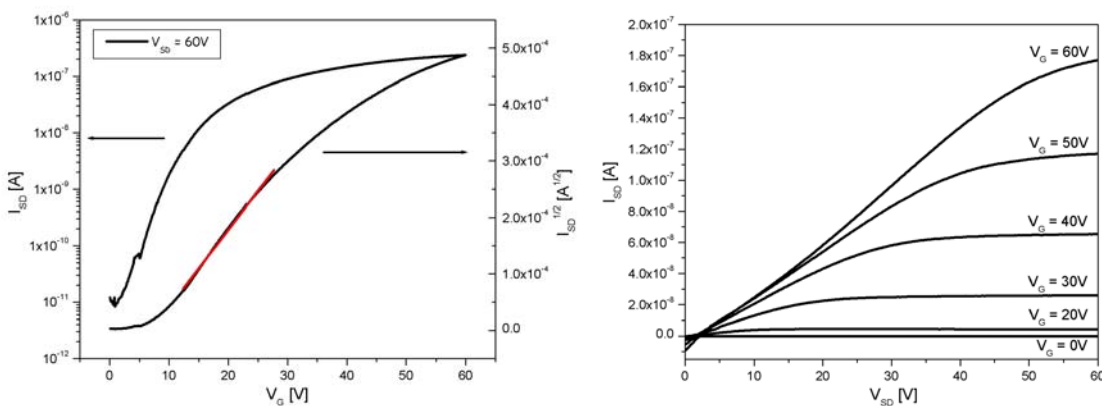 V_SD = 60V
1x10^-6
1x10^-7
1x10^-8
1x10^-9
1x10^-10
1x10^-11
1x10^-12
I_SD [A]
0 10 20 30 40 50 60
V_G [V]
5.0x10^-4
4.0x10^-4
3.0x10^-4
2.0x10^-4
1.0x10^-4
0.0
I_SD^1/2 [A^1/2]
2.0x10^-7
1.8x10^-7
1.6x10^-7
1.4x10^-7
1.2x10^-7
1.0x10^-7
8.0x10^-8
6.0x10^-8
4.0x10^-8
2.0x10^-8
0.0
I_SD [A]
V_G = 60V
V_G = 50V
V_G = 40V
V_G = 30V
V_G = 20V
V_G = 0V
0 10 20 30 40 50 60
V_SD [V]